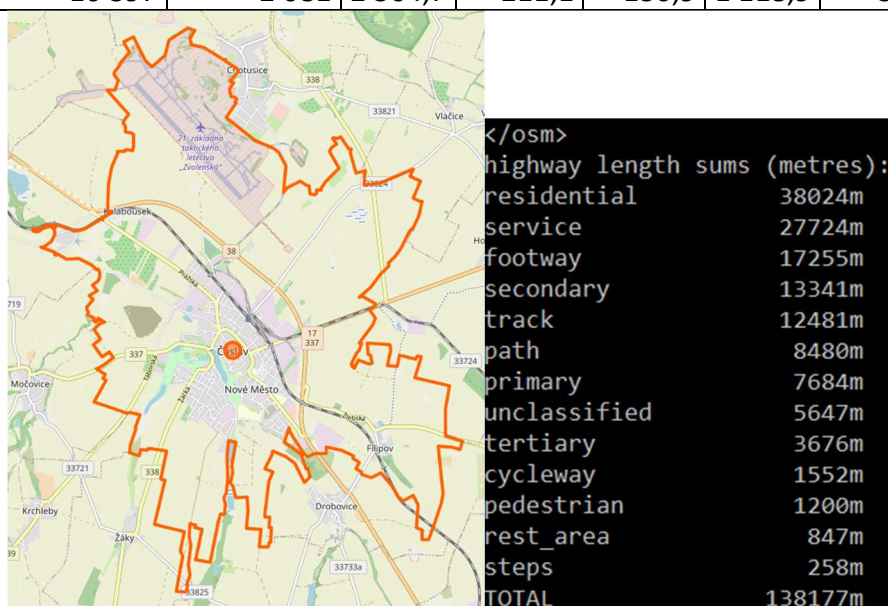 Chotusice
338
33821
Vlačice
21. základna
taktického
letectva
„Zvolenská“
33824
Kalabousek
38
Pražská
719
17
337
337
Čáslav
33724
Močovice
Táborská
Nové Město
Žacká
Filipov
33721
338
Krchleby
Drobovice
Žáky
33733a
39
33825
</osm>
highway length sums (metres):
residential 38024m
service 27724m
footway 17255m
secondary 13341m
track 12481m
path 8480m
primary 7684m
unclassified 5647m
tertiary 3676m
cycleway 1552m
pedestrian 1200m
rest_area 847m
steps 258m
TOTAL 138177m